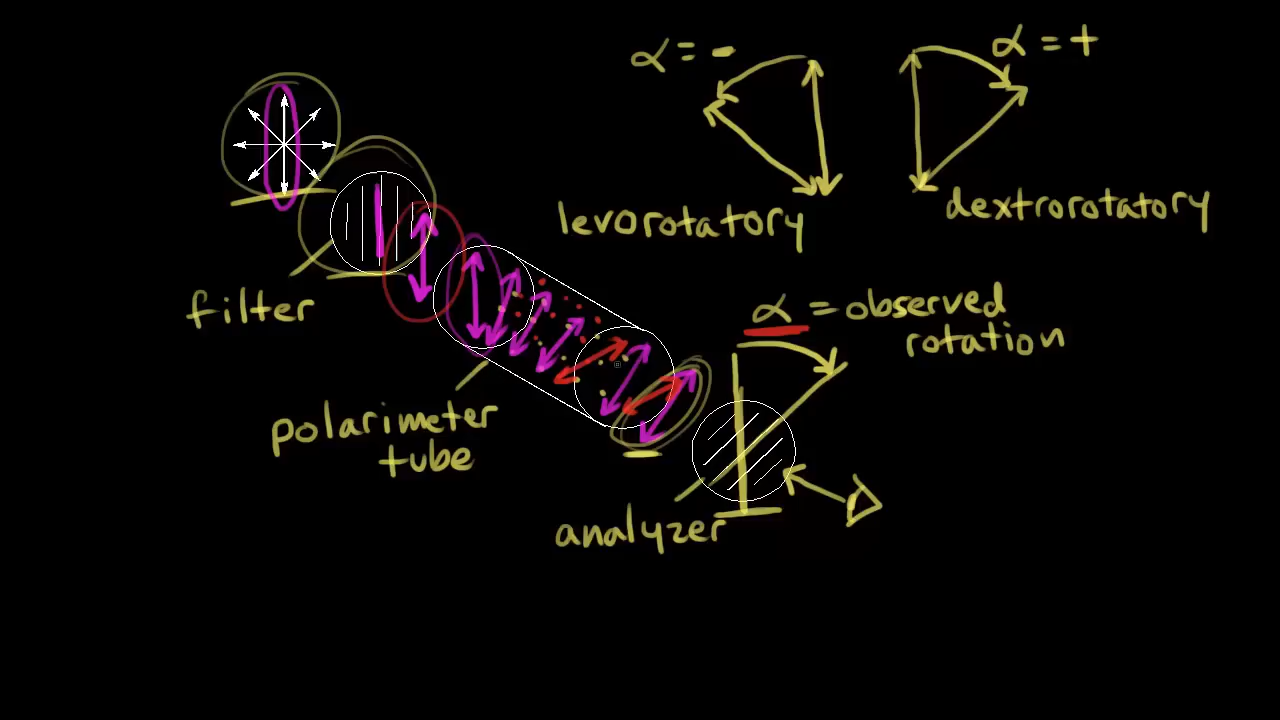 α = -
α = +
levorotatory
dextrorotatory
filter
α = observed
rotation
polarimeter
tube
analyzer